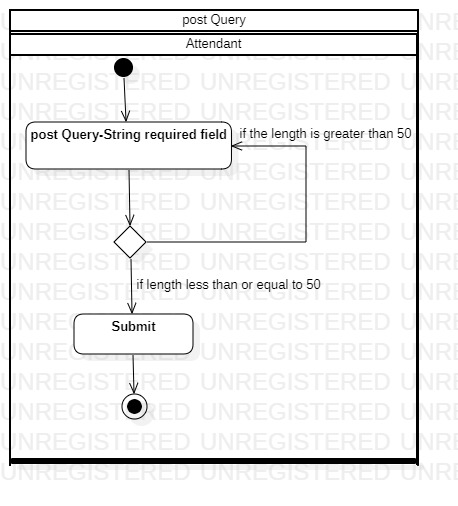 post Query
Attendant
post Query-String required field
if the length is greater than 50
if length less than or equal to 50
Submit
UNREGISTERED